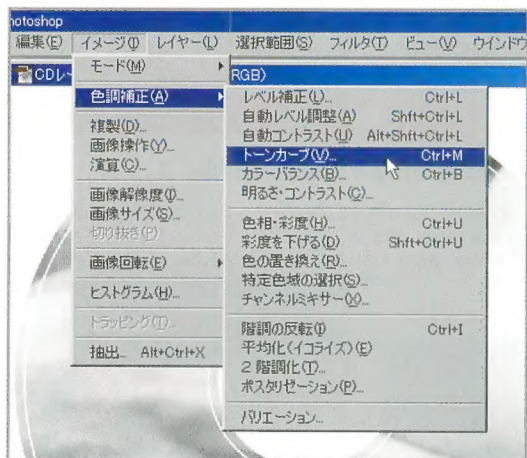 otoshop
編集(E) イメージ(I) レイヤー(L) 選択範囲(S) フィルタ(T) ビュー(V) ウインドウ
CDレー RGB)
モード(M)
色調補正(A)
複製(D)...
画像操作(Y)...
演算(C)...
画像解像度(I)...
画像サイズ(S)...
切り抜き(P)
画像回転(E)
ヒストグラム(H)...
トラッピング(T)...
抽出... Alt+Ctrl+X
レベル補正(L)... Ctrl+L
自動レベル調整(A) Shft+Ctrl+L
自動コントラスト(U) Alt+Shft+Ctrl+L
トーンカーブ(V)... Ctrl+M
カラーバランス(B)... Ctrl+B
明るさ・コントラスト(C)...
色相・彩度(H)... Ctrl+U
彩度を下げる(D) Shft+Ctrl+U
色の置き換え(R)...
特定色域の選択(S)...
チャンネルミキサー(X)...
階調の反転(I) Ctrl+I
平均化(イコライズ)(E)
2階調化(T)...
ポスタリゼーション(P)...
バリエーション...